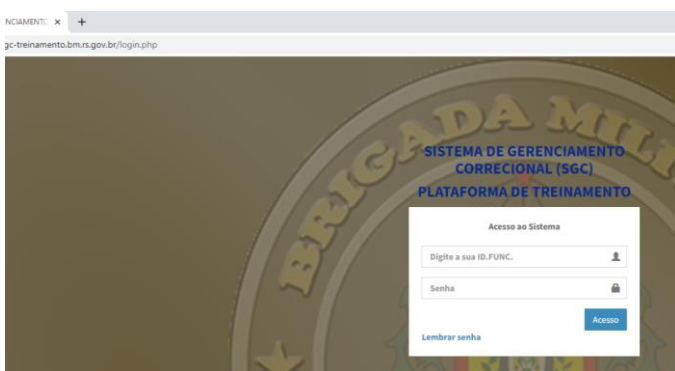 NCIAMENTO × +
gc-treinamento.bm.rs.gov.br/login.php
BRIGADA MILI
SISTEMA DE GERENCIAMENTO
CORRECIONAL (SGC)
PLATAFORMA DE TREINAMENTO
Acesso ao Sistema
Digite a sua ID.FUNC.
Senha
Acesso
Lembrar senha